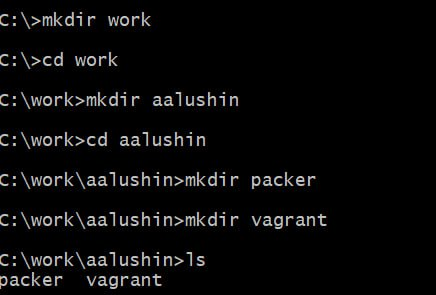 C:\>mkdir work
C:\>cd work
C:\work>mkdir aalushin
C:\work>cd aalushin
C:\work\aalushin>mkdir packer
C:\work\aalushin>mkdir vagrant
C:\work\aalushin>ls
packer  vagrant